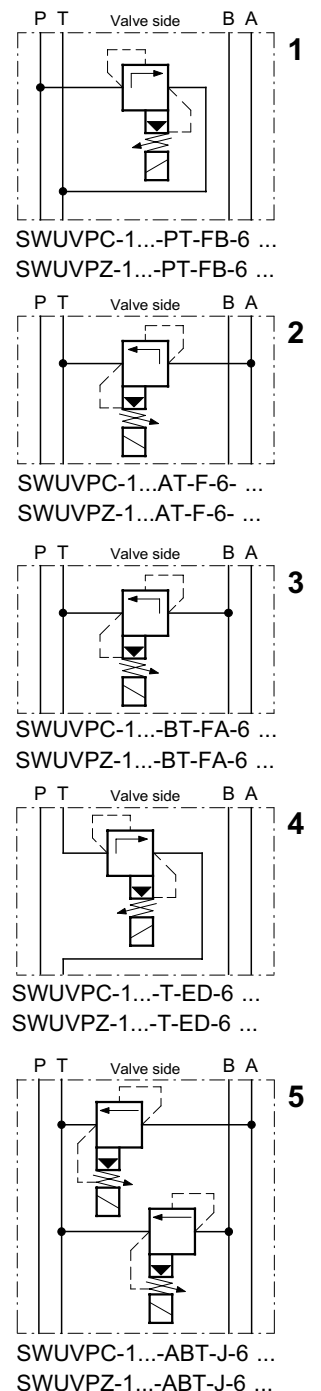 P T Valve side B A
1
SWUVPC-1...-PT-FB-6 ...
SWUVPZ-1...-PT-FB-6 ...
P T Valve side B A
2
SWUVPC-1...AT-F-6- ...
SWUVPZ-1...AT-F-6- ...
P T Valve side B A
3
SWUVPC-1...-BT-FA-6 ...
SWUVPZ-1...-BT-FA-6 ...
P T Valve side B A
4
SWUVPC-1...-T-ED-6 ...
SWUVPZ-1...-T-ED-6 ...
P T Valve side B A
5
SWUVPC-1...-ABT-J-6 ...
SWUVPZ-1...-ABT-J-6 ...